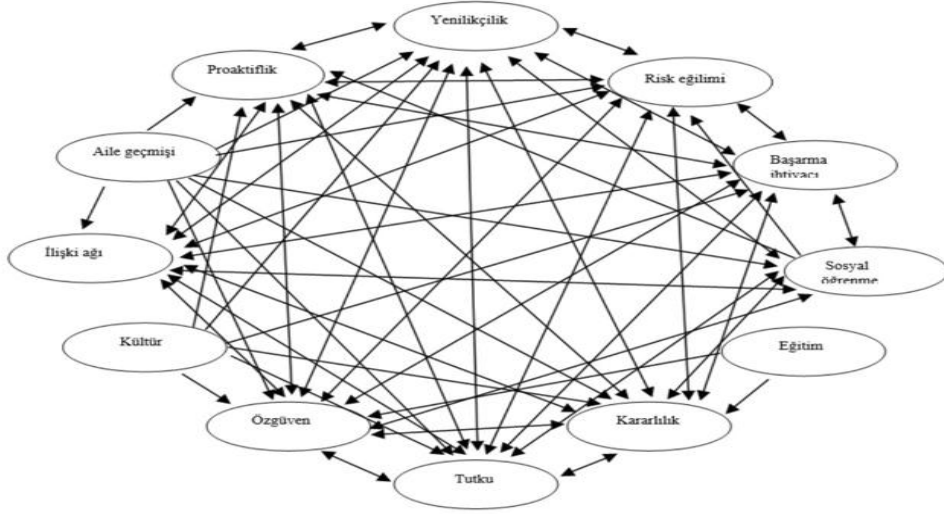 Yenilikçilik
Proaktiflik
Risk eğilimi
Aile geçmişi
Başarma
ihtiyacı
İlişki ağı
Sosyal
öğrenme
Kültür
Eğitim
Özgüven
Kararlılık
Tutku